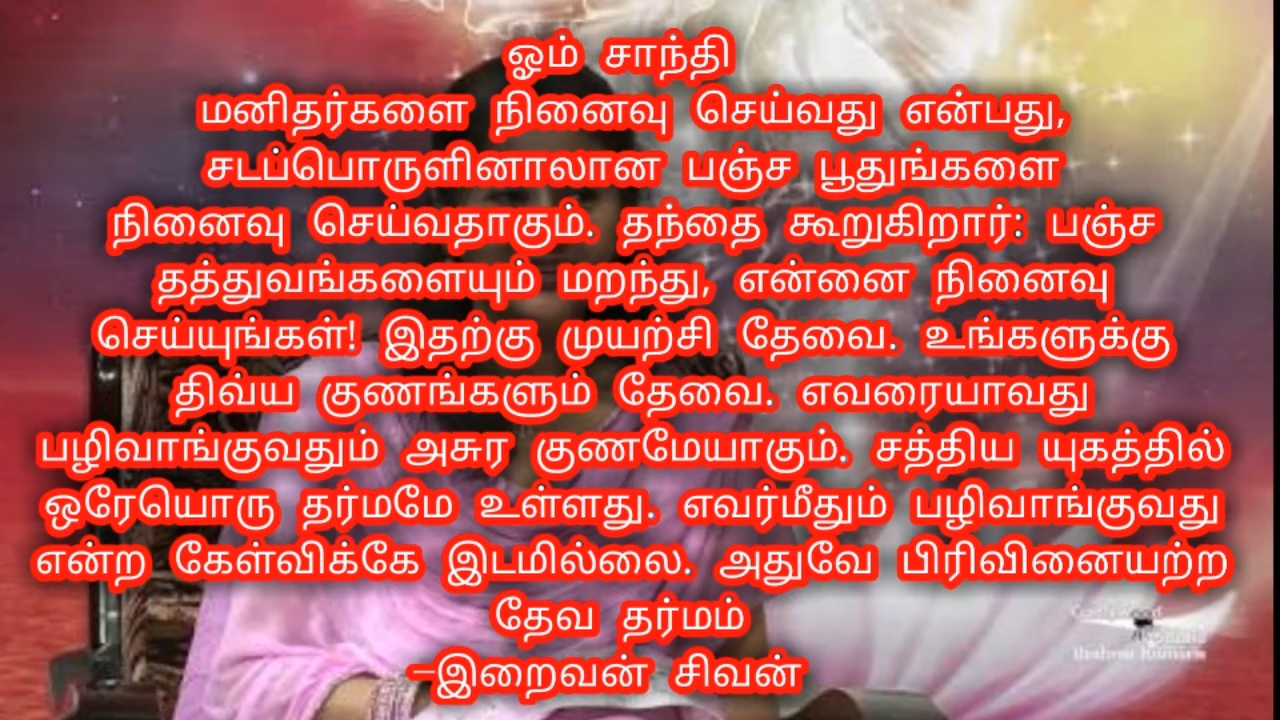 ஓம் சாந்தி
மனிதர்களை நினைவு செய்வது என்பது,
சடப்பொருளினாலான பஞ்ச பூதுங்களை
நினைவு செய்வதாகும். தந்தை கூறுகிறார்: பஞ்ச
தத்துவங்களையும் மறந்து, என்னை நினைவு
செய்யுங்கள்! இதற்கு முயற்சி தேவை. உங்களுக்கு
திவ்ய குணங்களும் தேவை. எவரையாவது
பழிவாங்குவதும் அசுர குணமேயாகும். சத்திய யுகத்தில்
ஒரேயொரு தர்மமே உள்ளது. எவர்மீதும் பழிவாங்குவது
என்ற கேள்விக்கே இடமில்லை. அதுவே பிரிவினையற்ற
தேவ தர்மம்
–இறைவன் சிவன்